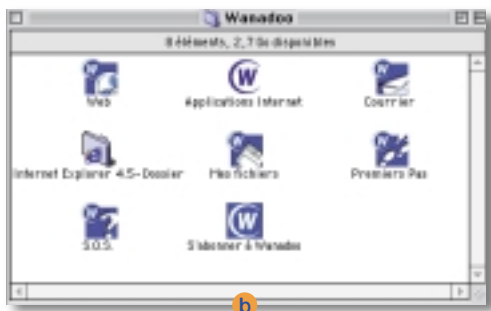 Wanadoo
8 éléments, 2,7 Go disponibles
Web
Applications Internet
Courrier
Internet Explorer 4.5-Dossier
Mes fichiers
Premiers Pas
S.O.S.
S'abonner à Wanadoo
b